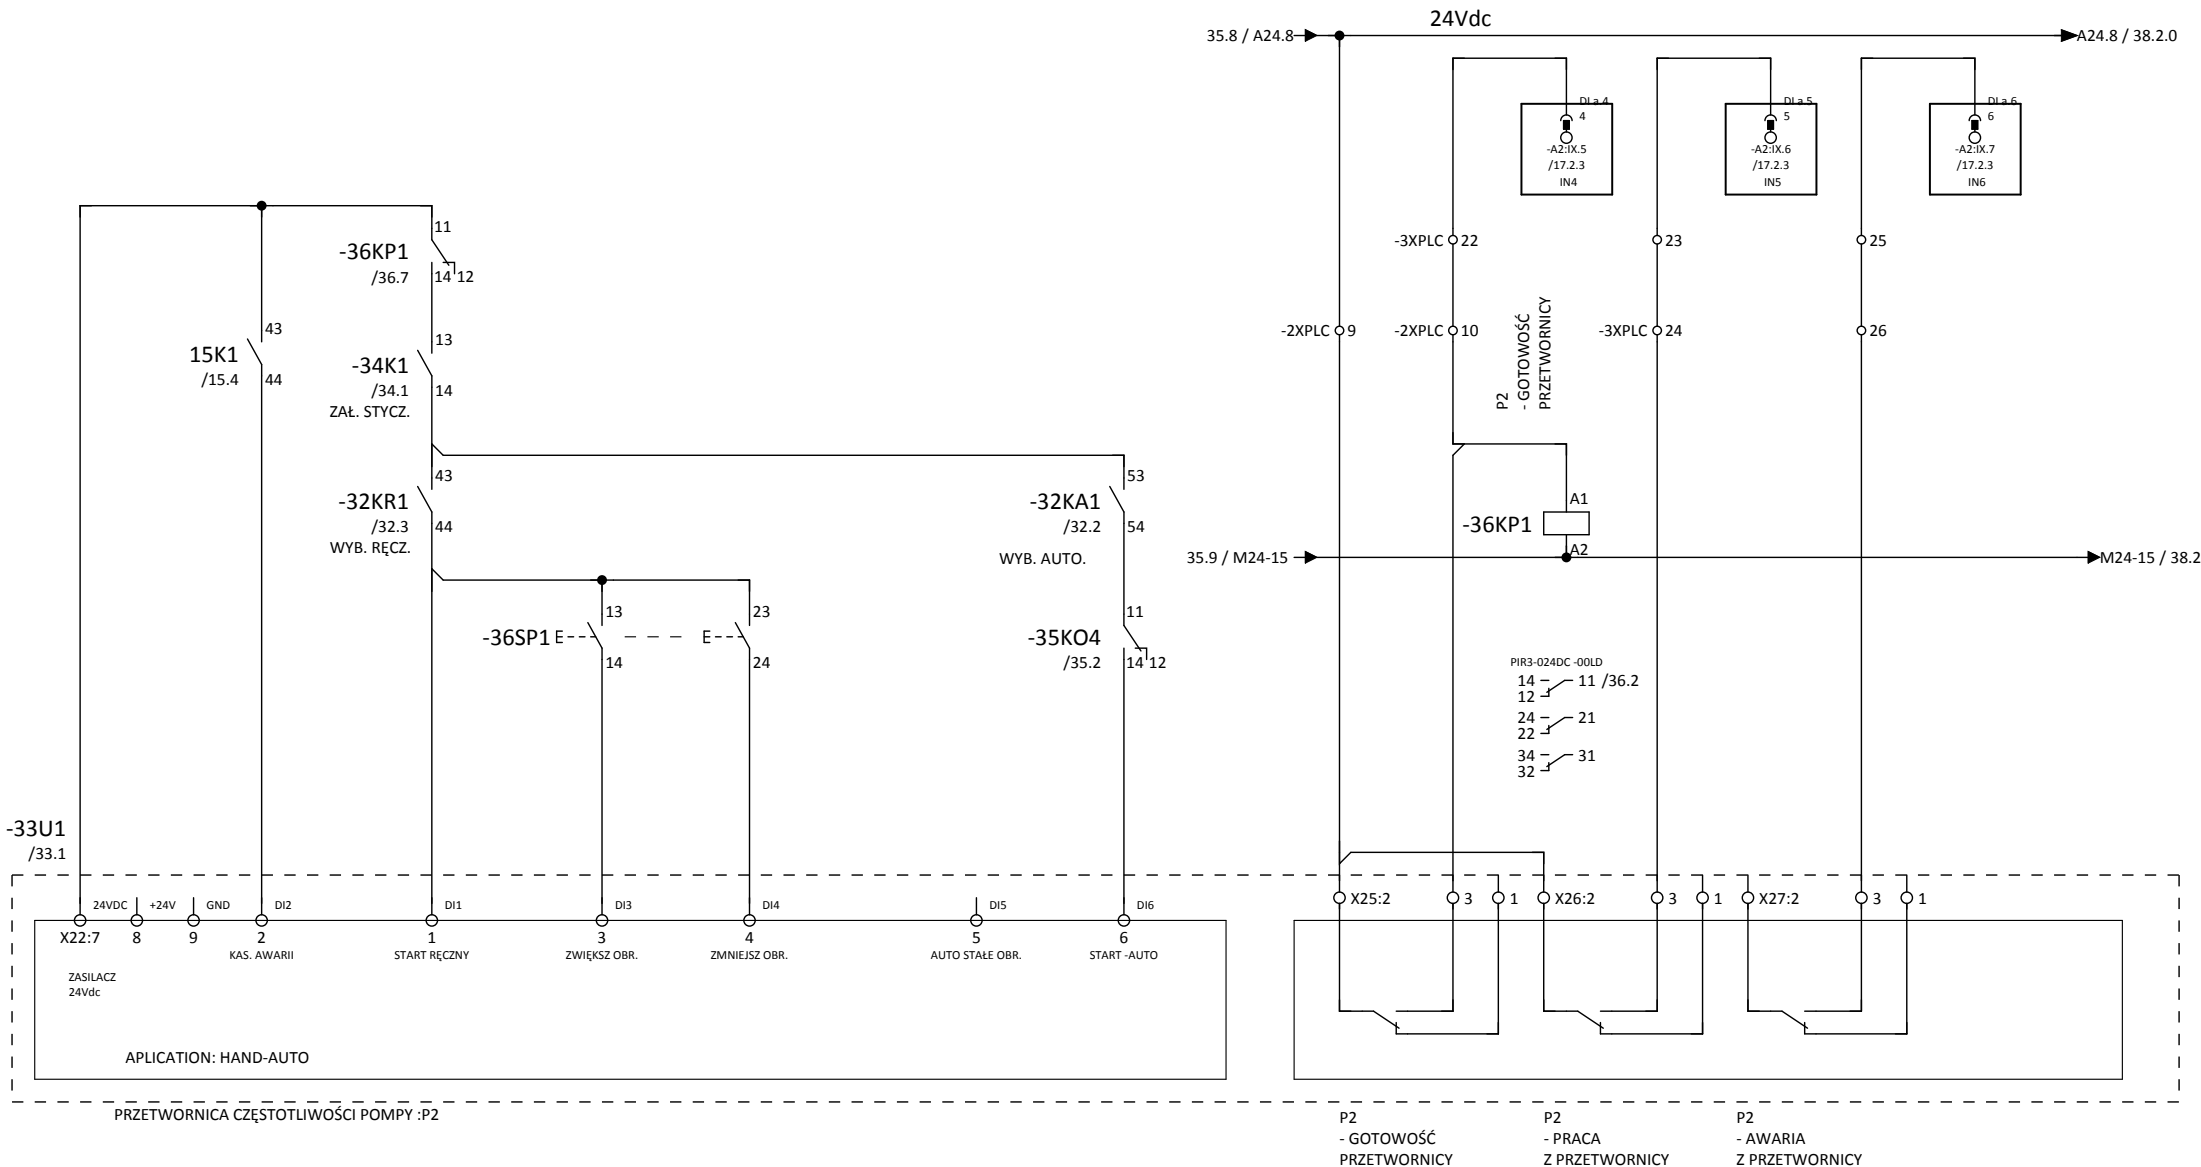 24Vdc
35.8 / A24.8
A24.8 / 38.2.0
DI a 4
4
-A2:IX.5
/17.2.3
IN4
DI a 5
5
-A2:IX.6
/17.2.3
IN5
DI a 6
6
-A2:IX.7
/17.2.3
IN6
11
-36KP1
/36.7
14 12
-3XPLC 22
23
25
43
15K1
/15.4
44
13
-34K1
/34.1
14
ZAŁ. STYCZ.
-2XPLC 9
-2XPLC 10
P2
- GOTOWOŚĆ
PRZETWORNICY
-3XPLC 24
26
43
-32KR1
/32.3
44
WYB. RĘCZ.
53
-32KA1
/32.2
54
WYB. AUTO.
A1
-36KP1
A2
35.9 / M24-15
M24-15 / 38.2
13
-36SP1
14
23
24
11
-35KO4
/35.2
14 12
PIR3-024DC -00LD
14 11 /36.2
12
24 21
22
34 31
32
-33U1
/33.1
24VDC
+24V
GND
DI2
DI1
DI3
DI4
DI5
DI6
X22:7
8
9
2
1
3
4
5
6
KAS. AWARII
START RĘCZNY
ZWIĘKSZ OBR.
ZMNIEJSZ OBR.
AUTO STAŁE OBR.
START -AUTO
ZASILACZ
24Vdc
X25:2
3
1
X26:2
3
1
X27:2
3
1
APLICATION: HAND-AUTO
PRZETWORNICA CZĘSTOTLIWOŚCI POMPY :P2
P2
- GOTOWOŚĆ
PRZETWORNICY
P2
- PRACA
Z PRZETWORNICY
P2
- AWARIA
Z PRZETWORNICY